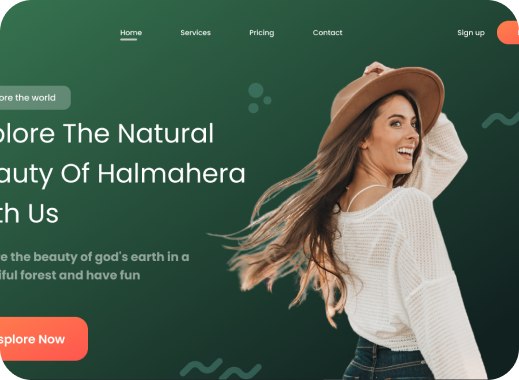 Home Services Pricing Contact Sign up
ore the world
plore The Natural
auty Of Halmahera
th Us
e the beauty of god's earth in a
iful forest and have fun
splore Now